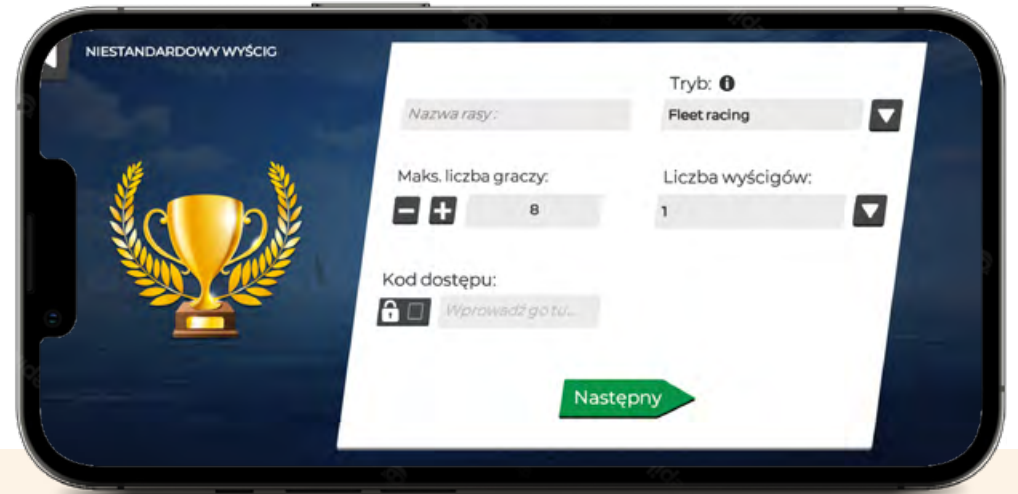 NIESTANDARDOWY WYŚCIG
Tryb:
Nazwa rasy:
Fleet racing
Maks. liczba graczy:
Liczba wyścigów:
8
1
Kod dostępu:
Wprowadź go tu...
Następny